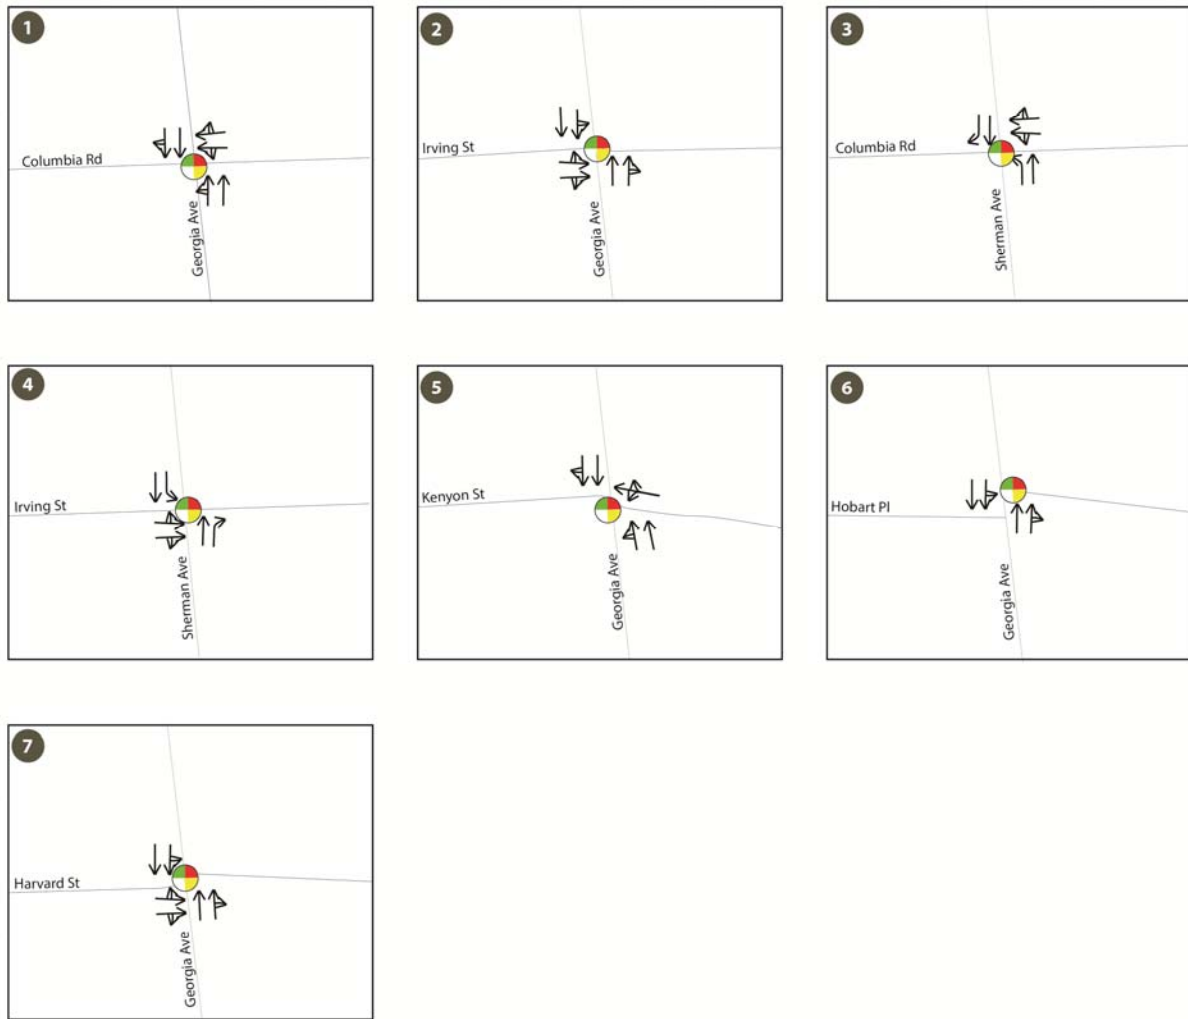 1
Columbia Rd
Georgia Ave
2
Irving St
Georgia Ave
3
Columbia Rd
Sherman Ave
4
Irving St
Sherman Ave
5
Kenyon St
Georgia Ave
6
Hobart Pl
Georgia Ave
7
Harvard St
Georgia Ave